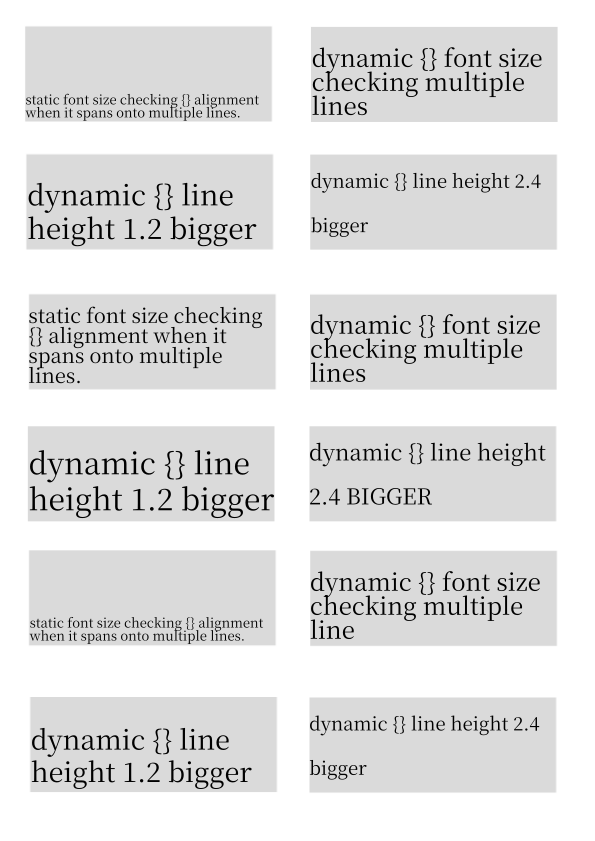 static font size checking {} alignment
when it spans onto multiple lines.
dynamic {} font size
checking multiple
lines
dynamic {} line
height 1.2 bigger
dynamic {} line height 2.4
bigger
static font size checking
{} alignment when it
spans onto multiple
lines.
dynamic {} font size
checking multiple
lines
dynamic {} line
height 1.2 bigger
dynamic {} line height
2.4 BIGGER
static font size checking {} alignment
when it spans onto multiple lines.
dynamic {} font size
checking multiple
line
dynamic {} line
height 1.2 bigger
dynamic {} line height 2.4
bigger